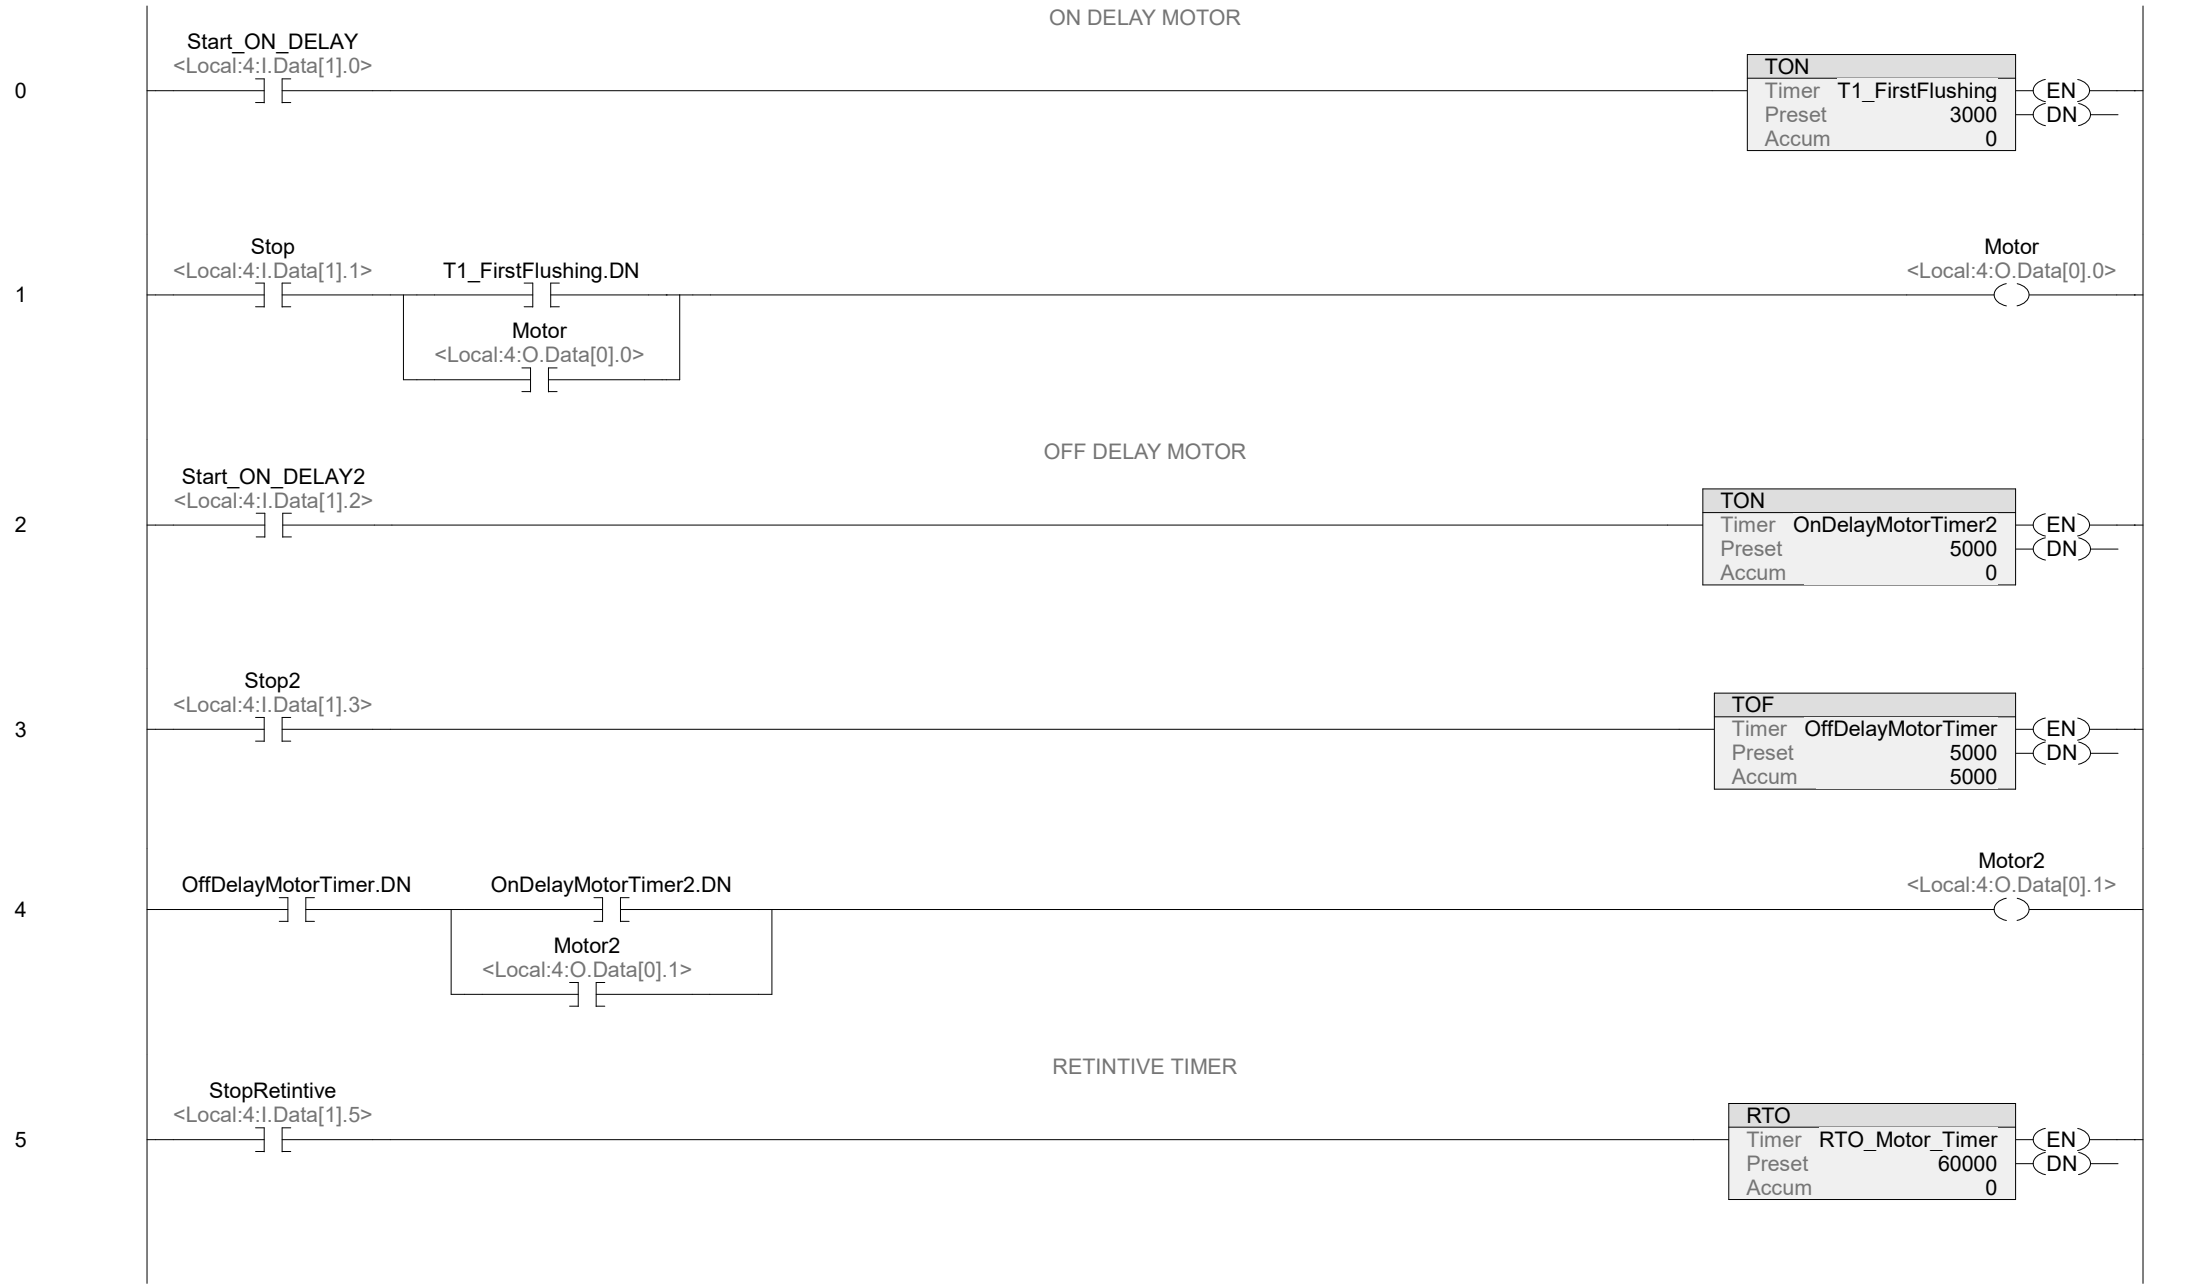 ON DELAY MOTOR
Start_ON_DELAY
<Local:4:I.Data[1].0>
0
TON
Timer T1_FirstFlushing
Preset 3000
Accum 0
EN
DN
Stop
<Local:4:I.Data[1].1>
T1_FirstFlushing.DN
Motor
<Local:4:O.Data[0].0>
1
Motor
<Local:4:O.Data[0].0>
OFF DELAY MOTOR
Start_ON_DELAY2
<Local:4:I.Data[1].2>
2
TON
Timer OnDelayMotorTimer2
Preset 5000
Accum 0
EN
DN
Stop2
<Local:4:I.Data[1].3>
3
TOF
Timer OffDelayMotorTimer
Preset 5000
Accum 5000
EN
DN
OffDelayMotorTimer.DN
OnDelayMotorTimer2.DN
Motor2
<Local:4:O.Data[0].1>
4
Motor2
<Local:4:O.Data[0].1>
RETINTIVE TIMER
StopRetintive
<Local:4:I.Data[1].5>
5
RTO
Timer RTO_Motor_Timer
Preset 60000
Accum 0
EN
DN